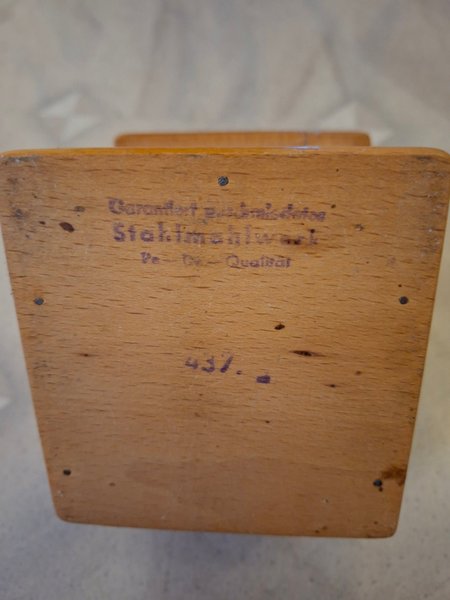 Garantiert geschmiedetes
Stahlmahlwerk
Pe – De – Qualität
437.